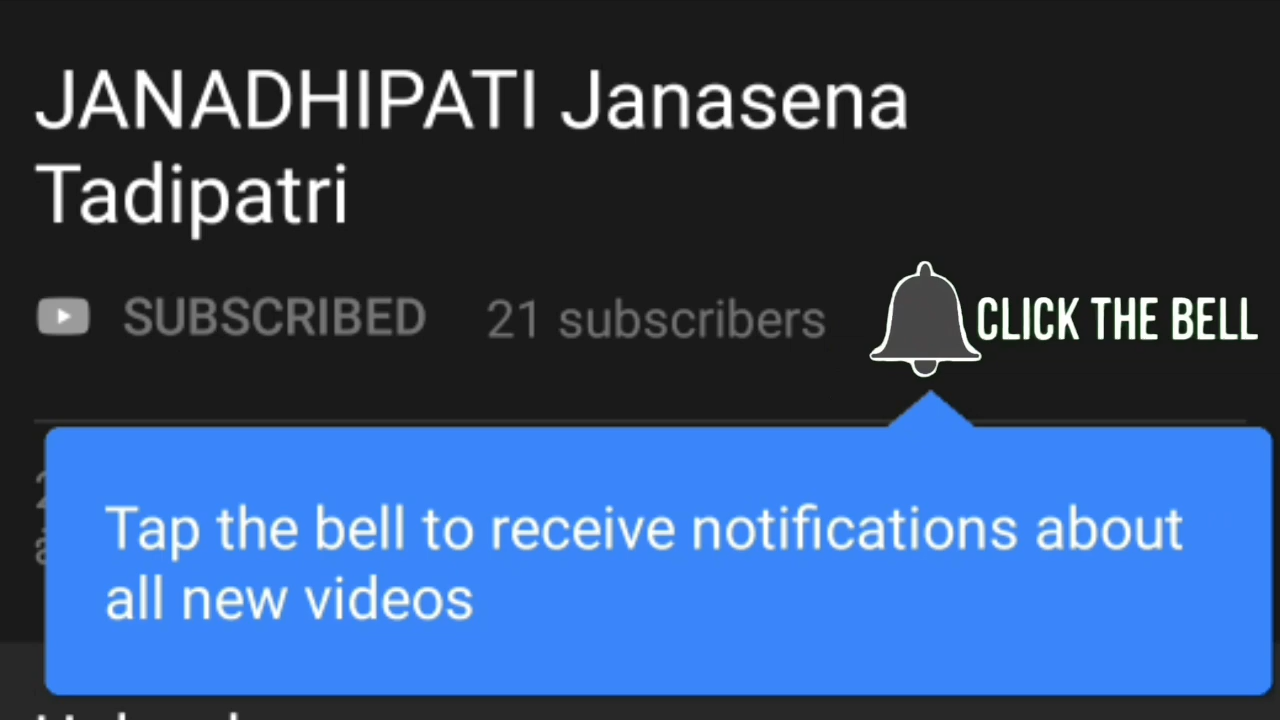 JANADHIPATI Janasena
Tadipatri
SUBSCRIBED 21 subscribers
CLICK THE BELL
Tap the bell to receive notifications about
all new videos